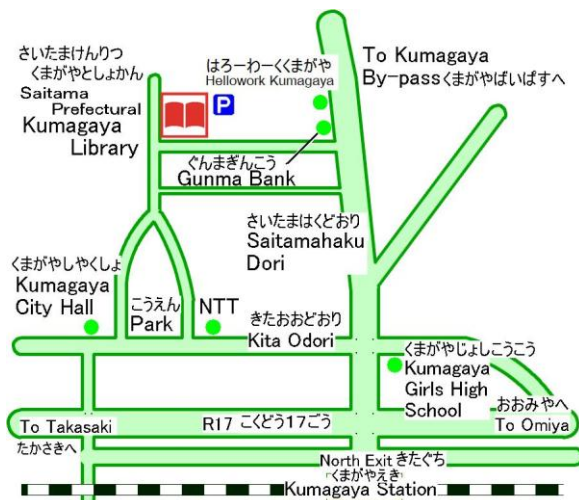 さいたまけんりつ
くまがやとしょかん
Saitama
Prefectural
Kumagaya
Library
P
はろーわーくくまがや
Hellowork Kumagaya
To Kumagaya
By-pass くまがやばいぱすへ
ぐんまぎんこう
Gunma Bank
さいたまはくどおり
Saitamahaku
Dori
くまがやしやくしょ
Kumagaya
City Hall
こうえん
Park
NTT
きたおおどおり
Kita Odori
くまがやじょしこうこう
Kumagaya
Girls High
School
おおみやへ
To Omiya
To Takasaki
たかさきへ
R17 こくどう17ごう
North Exit きたぐち
くまがやえき
Kumagaya Station